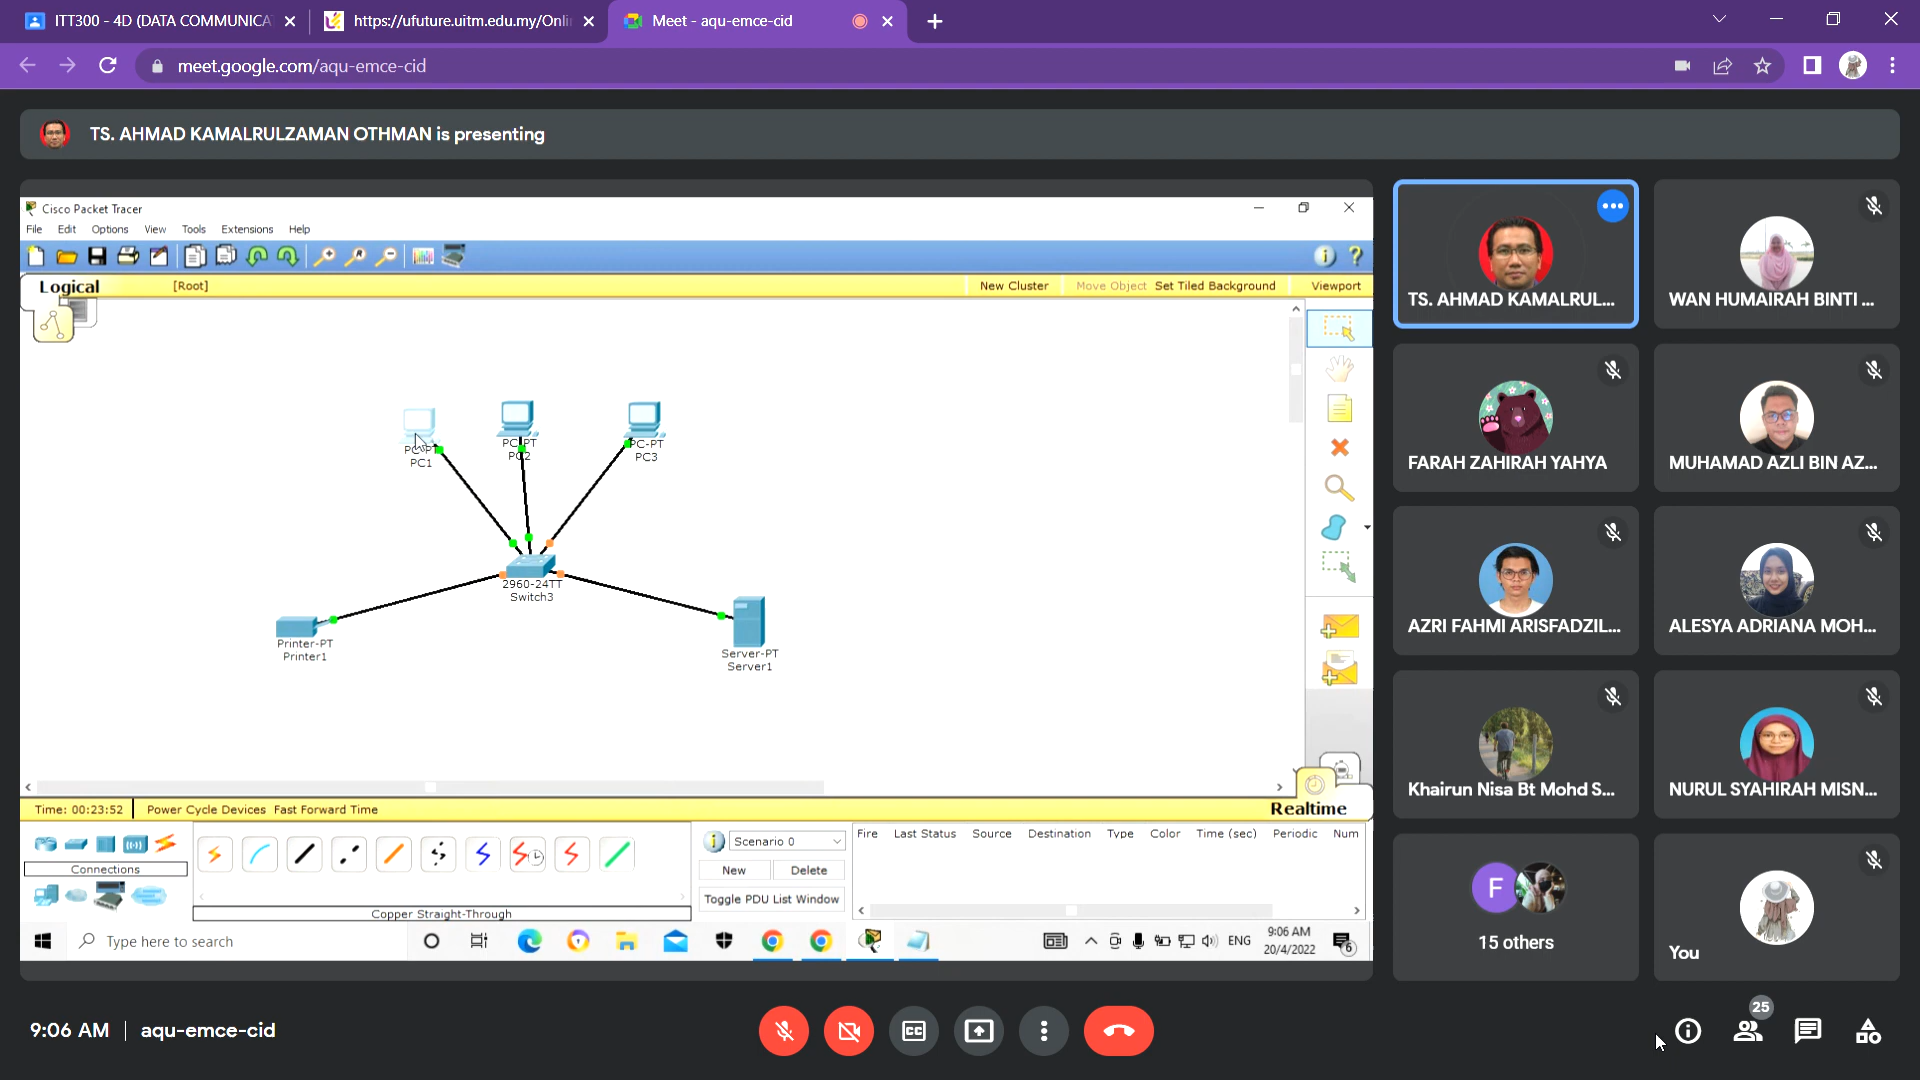 ITT300 - 4D (DATA COMMUNICA
https://ufuture.uitm.edu.my/Onli
Meet - aqu-emce-cid
meet.google.com/aqu-emce-cid
TS. AHMAD KAMALRULZAMAN OTHMAN is presenting
Cisco Packet Tracer
File Edit Options View Tools Extensions Help
Logical [Root] New Cluster Move Object Set Tiled Background Viewport
PC-PT
PC1
PC-PT
PC2
PC-PT
PC3
2960-24TT
Switch3
Printer-PT
Printer1
Server-PT
Server1
Time: 00:23:52 Power Cycle Devices Fast Forward Time Realtime
Connections
Copper Straight-Through
Scenario 0
New Delete
Toggle PDU List Window
Fire Last Status Source Destination Type Color Time (sec) Periodic Num
Type here to search
ENG
9:06 AM
20/4/2022
6
TS. AHMAD KAMALRUL...
WAN HUMAIRAH BINTI ...
FARAH ZAHIRAH YAHYA
MUHAMAD AZLI BIN AZ...
AZRI FAHMI ARISFADZIL...
ALESYA ADRIANA MOH...
Khairun Nisa Bt Mohd S...
NURUL SYAHIRAH MISN...
F
15 others
You
9:06 AM | aqu-emce-cid
CC
25